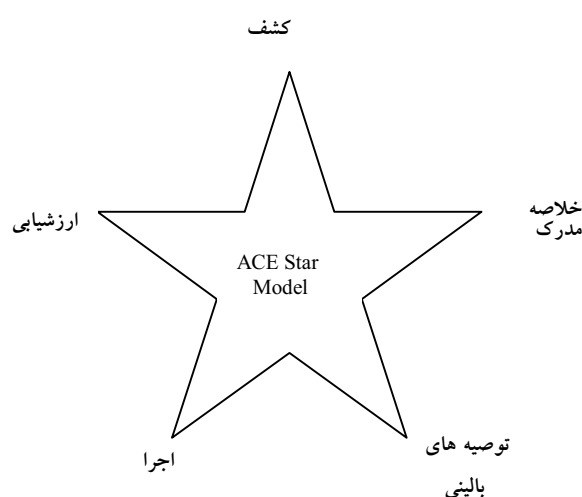 کشف
خلاصه
مدرک
ارزشیابی
ACE Star
Model
توصیه های
بالینی
اجرا